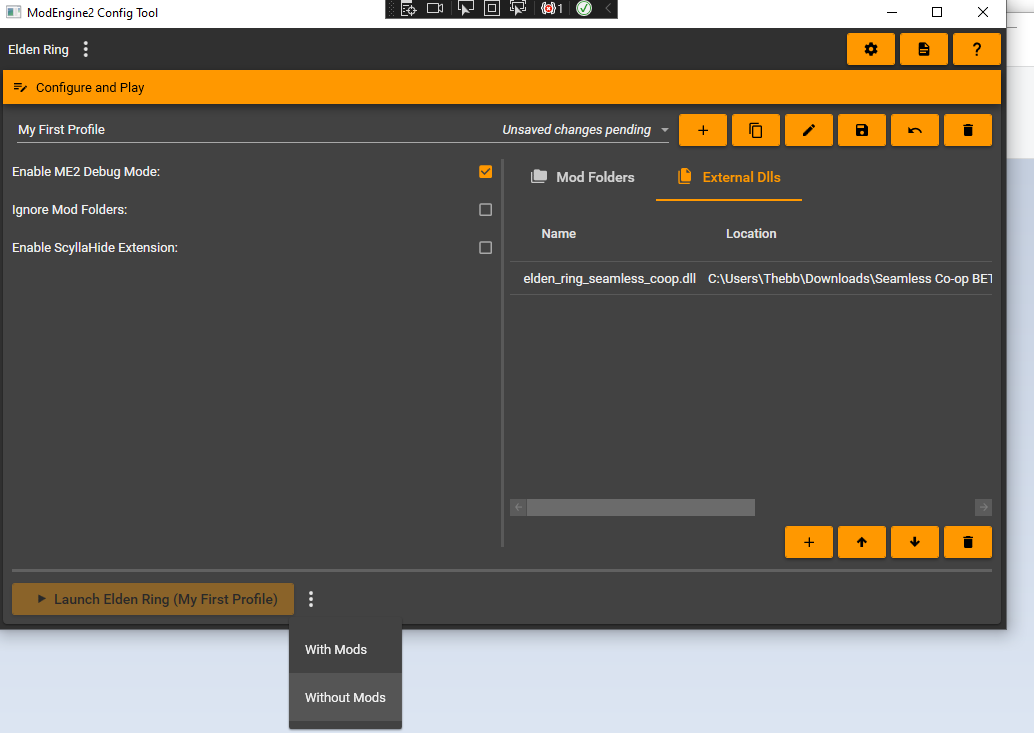 ModEngine2 Config Tool
1
Elden Ring
?
Configure and Play
My First Profile
Unsaved changes pending
Enable ME2 Debug Mode:
Ignore Mod Folders:
Enable ScyllaHide Extension:
Mod Folders
External Dlls
Name
Location
elden_ring_seamless_coop.dll
C:\Users\Thebb\Downloads\Seamless Co-op BET
Launch Elden Ring (My First Profile)
With Mods
Without Mods